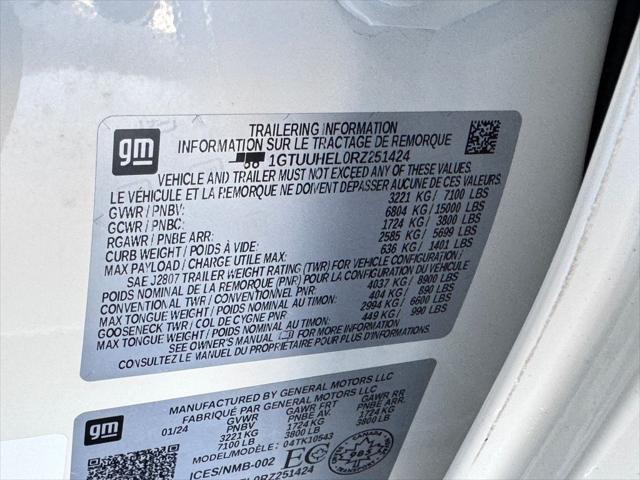 gm
TRAILERING INFORMATION
INFORMATION SUR LE TRACTAGE DE REMORQUE
1GTUUHEL0RZ251424
VEHICLE AND TRAILER MUST NOT EXCEED ANY OF THESE VALUES.
LE VÉHICULE ET LA REMORQUE NE DOIVENT DEPASSER AUCUNE DE CES VALEURS.
GVWR / PNBV: 3221 KG / 7100 LBS
GCWR / PNBC: 6804 KG / 15000 LBS
RGAWR / PNBE ARR: 1724 KG / 3800 LBS
CURB WEIGHT / POIDS À VIDE: 2585 KG / 5699 LBS
MAX PAYLOAD / CHARGE UTILE MAX: 636 KG / 1401 LBS
SAE J2807 TRAILER WEIGHT RATING (TWR) FOR VEHICLE CONFIGURATION /
POIDS NOMINAL DE LA REMORQUE (PNR) POUR LA CONFIGURATION DU VÉHICULE
CONVENTIONAL TWR / CONVENTIONNEL PNR: 4037 KG / 8900 LBS
MAX TONGUE WEIGHT / POIDS NOMINAL AU TIMON: 404 KG / 890 LBS
GOOSENECK TWR / COL DE CYGNE PNR 2994 KG / 6600 LBS
MAX TONGUE WEIGHT / POIDS NOMINAL AU TIMON: 449 KG / 990 LBS
SEE OWNER'S MANUAL FOR MORE INFORMATION
CONSULTEZ LE MANUEL DU PROPRIÉTAIRE POUR PLUS D'INFORMATIONS.
gm
MANUFACTURED BY GENERAL MOTORS LLC
FABRIQUÉ PAR GENERAL MOTORS LLC
01/24 GVWR GAWR FRT GAWR RR
PNBV PNBE AV. PNBE ARR.
3221 KG 1724 KG 1724 KG
7100 LB 3800 LB 3800 LB
04TK10543
ICES/NMB-002 EC CANADA 985 TRANSPORT
HEL0RZ251424